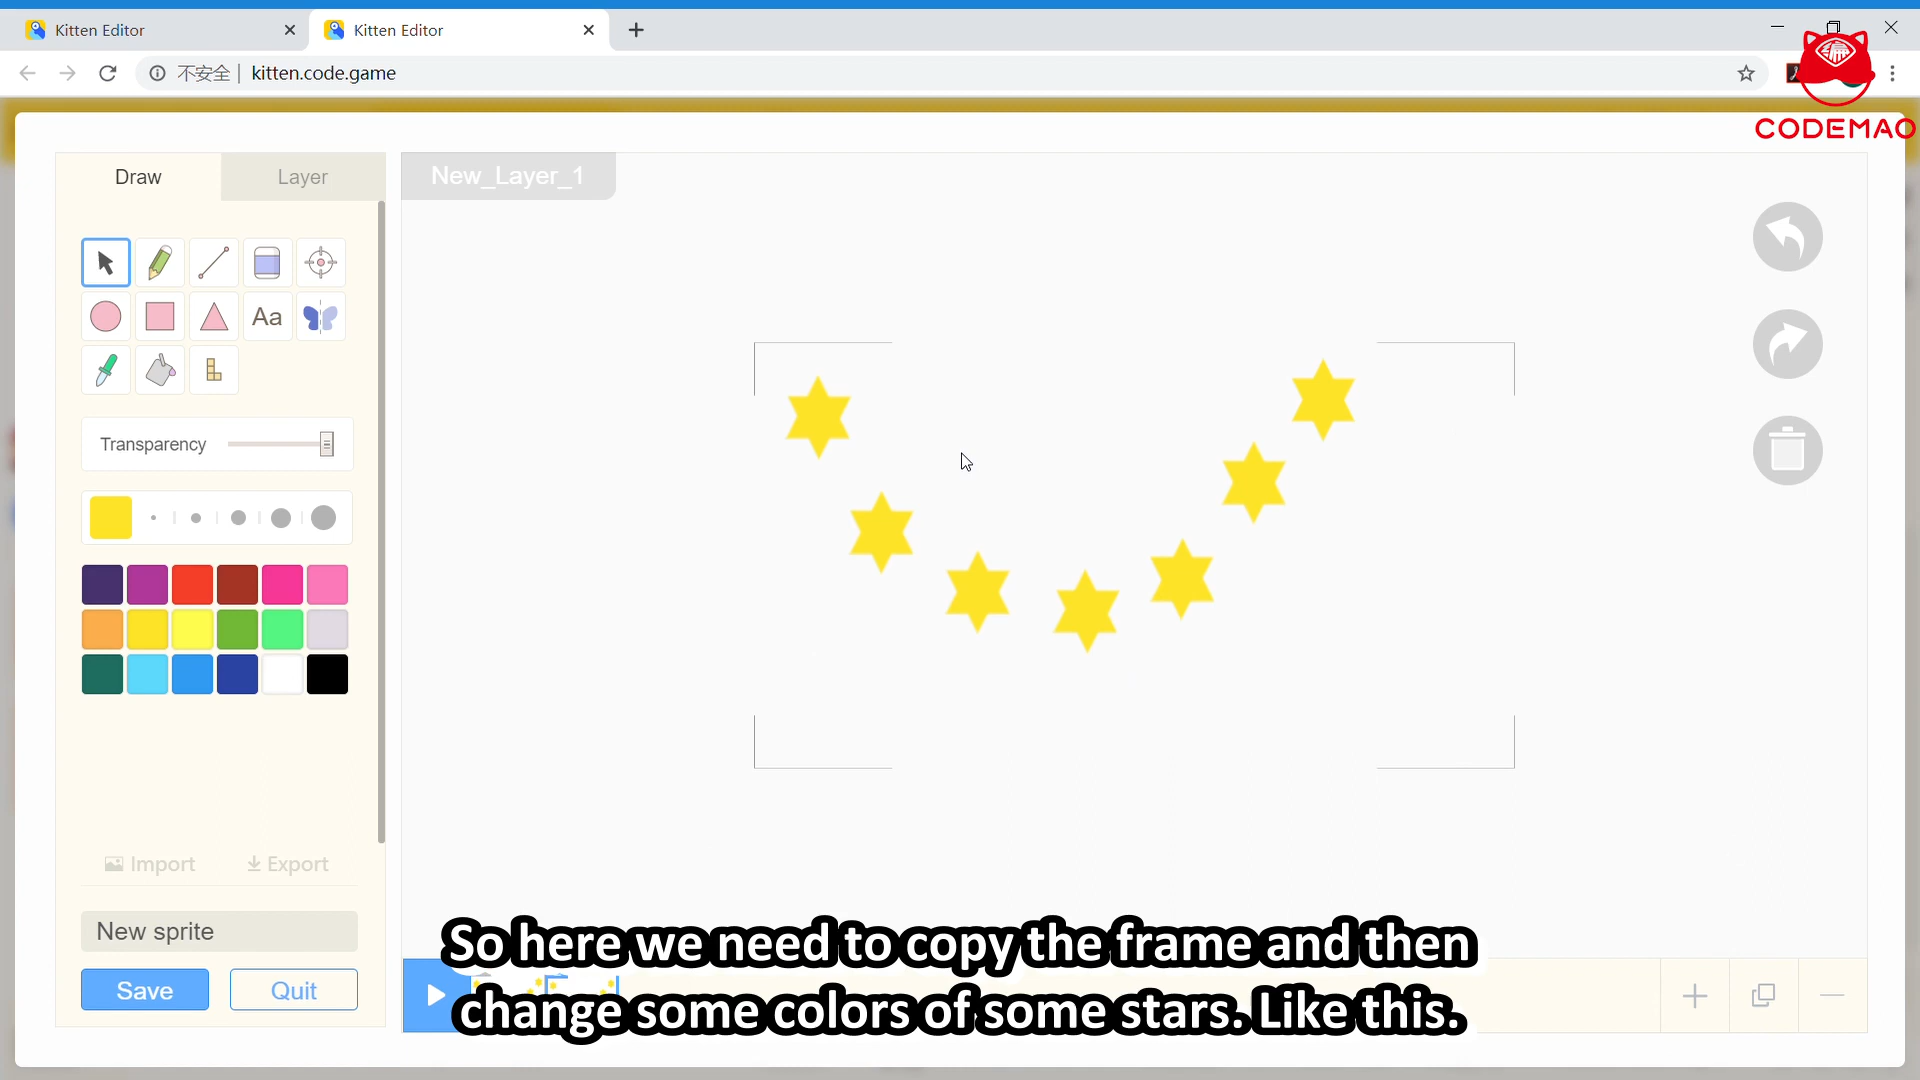 Kitten Editor
Kitten Editor
不安全 | kitten.code.game
CODEMAO
Draw
Layer
New_Layer_1
Aa
Transparency
Import
Export
New sprite
Save
Quit
So here we need to copy the frame and then
change some colors of some stars. Like this.